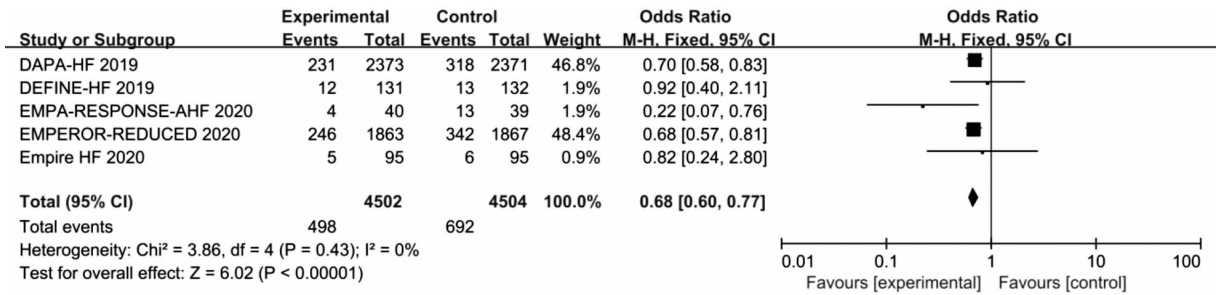 Experimental Control Odds Ratio Odds Ratio
Study or Subgroup Events Total Events Total Weight M-H, Fixed, 95% CI M-H, Fixed, 95% CI
DAPA-HF 2019 231 2373 318 2371 46.8% 0.70 [0.58, 0.83]
DEFINE-HF 2019 12 131 13 132 1.9% 0.92 [0.40, 2.11]
EMPA-RESPONSE-AHF 2020 4 40 13 39 1.9% 0.22 [0.07, 0.76]
EMPEROR-REDUCED 2020 246 1863 342 1867 48.4% 0.68 [0.57, 0.81]
Empire HF 2020 5 95 6 95 0.9% 0.82 [0.24, 2.80]
Total (95% CI) 4502 4504 100.0% 0.68 [0.60, 0.77]
Total events 498 692
Heterogeneity: Chi² = 3.86, df = 4 (P = 0.43); I² = 0%
Test for overall effect: Z = 6.02 (P < 0.00001)
0.01 0.1 1 10 100
Favours [experimental] Favours [control]